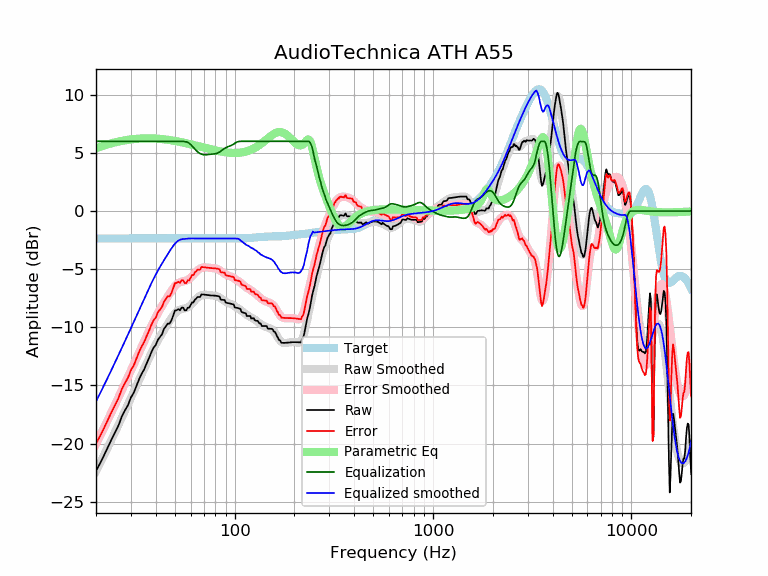 AudioTechnica ATH A55
10
5
0
−5
−10
−15
−20
−25
Amplitude (dBr)
Target
Raw Smoothed
Error Smoothed
Raw
Error
Parametric Eq
Equalization
Equalized smoothed
100
1000
10000
Frequency (Hz)